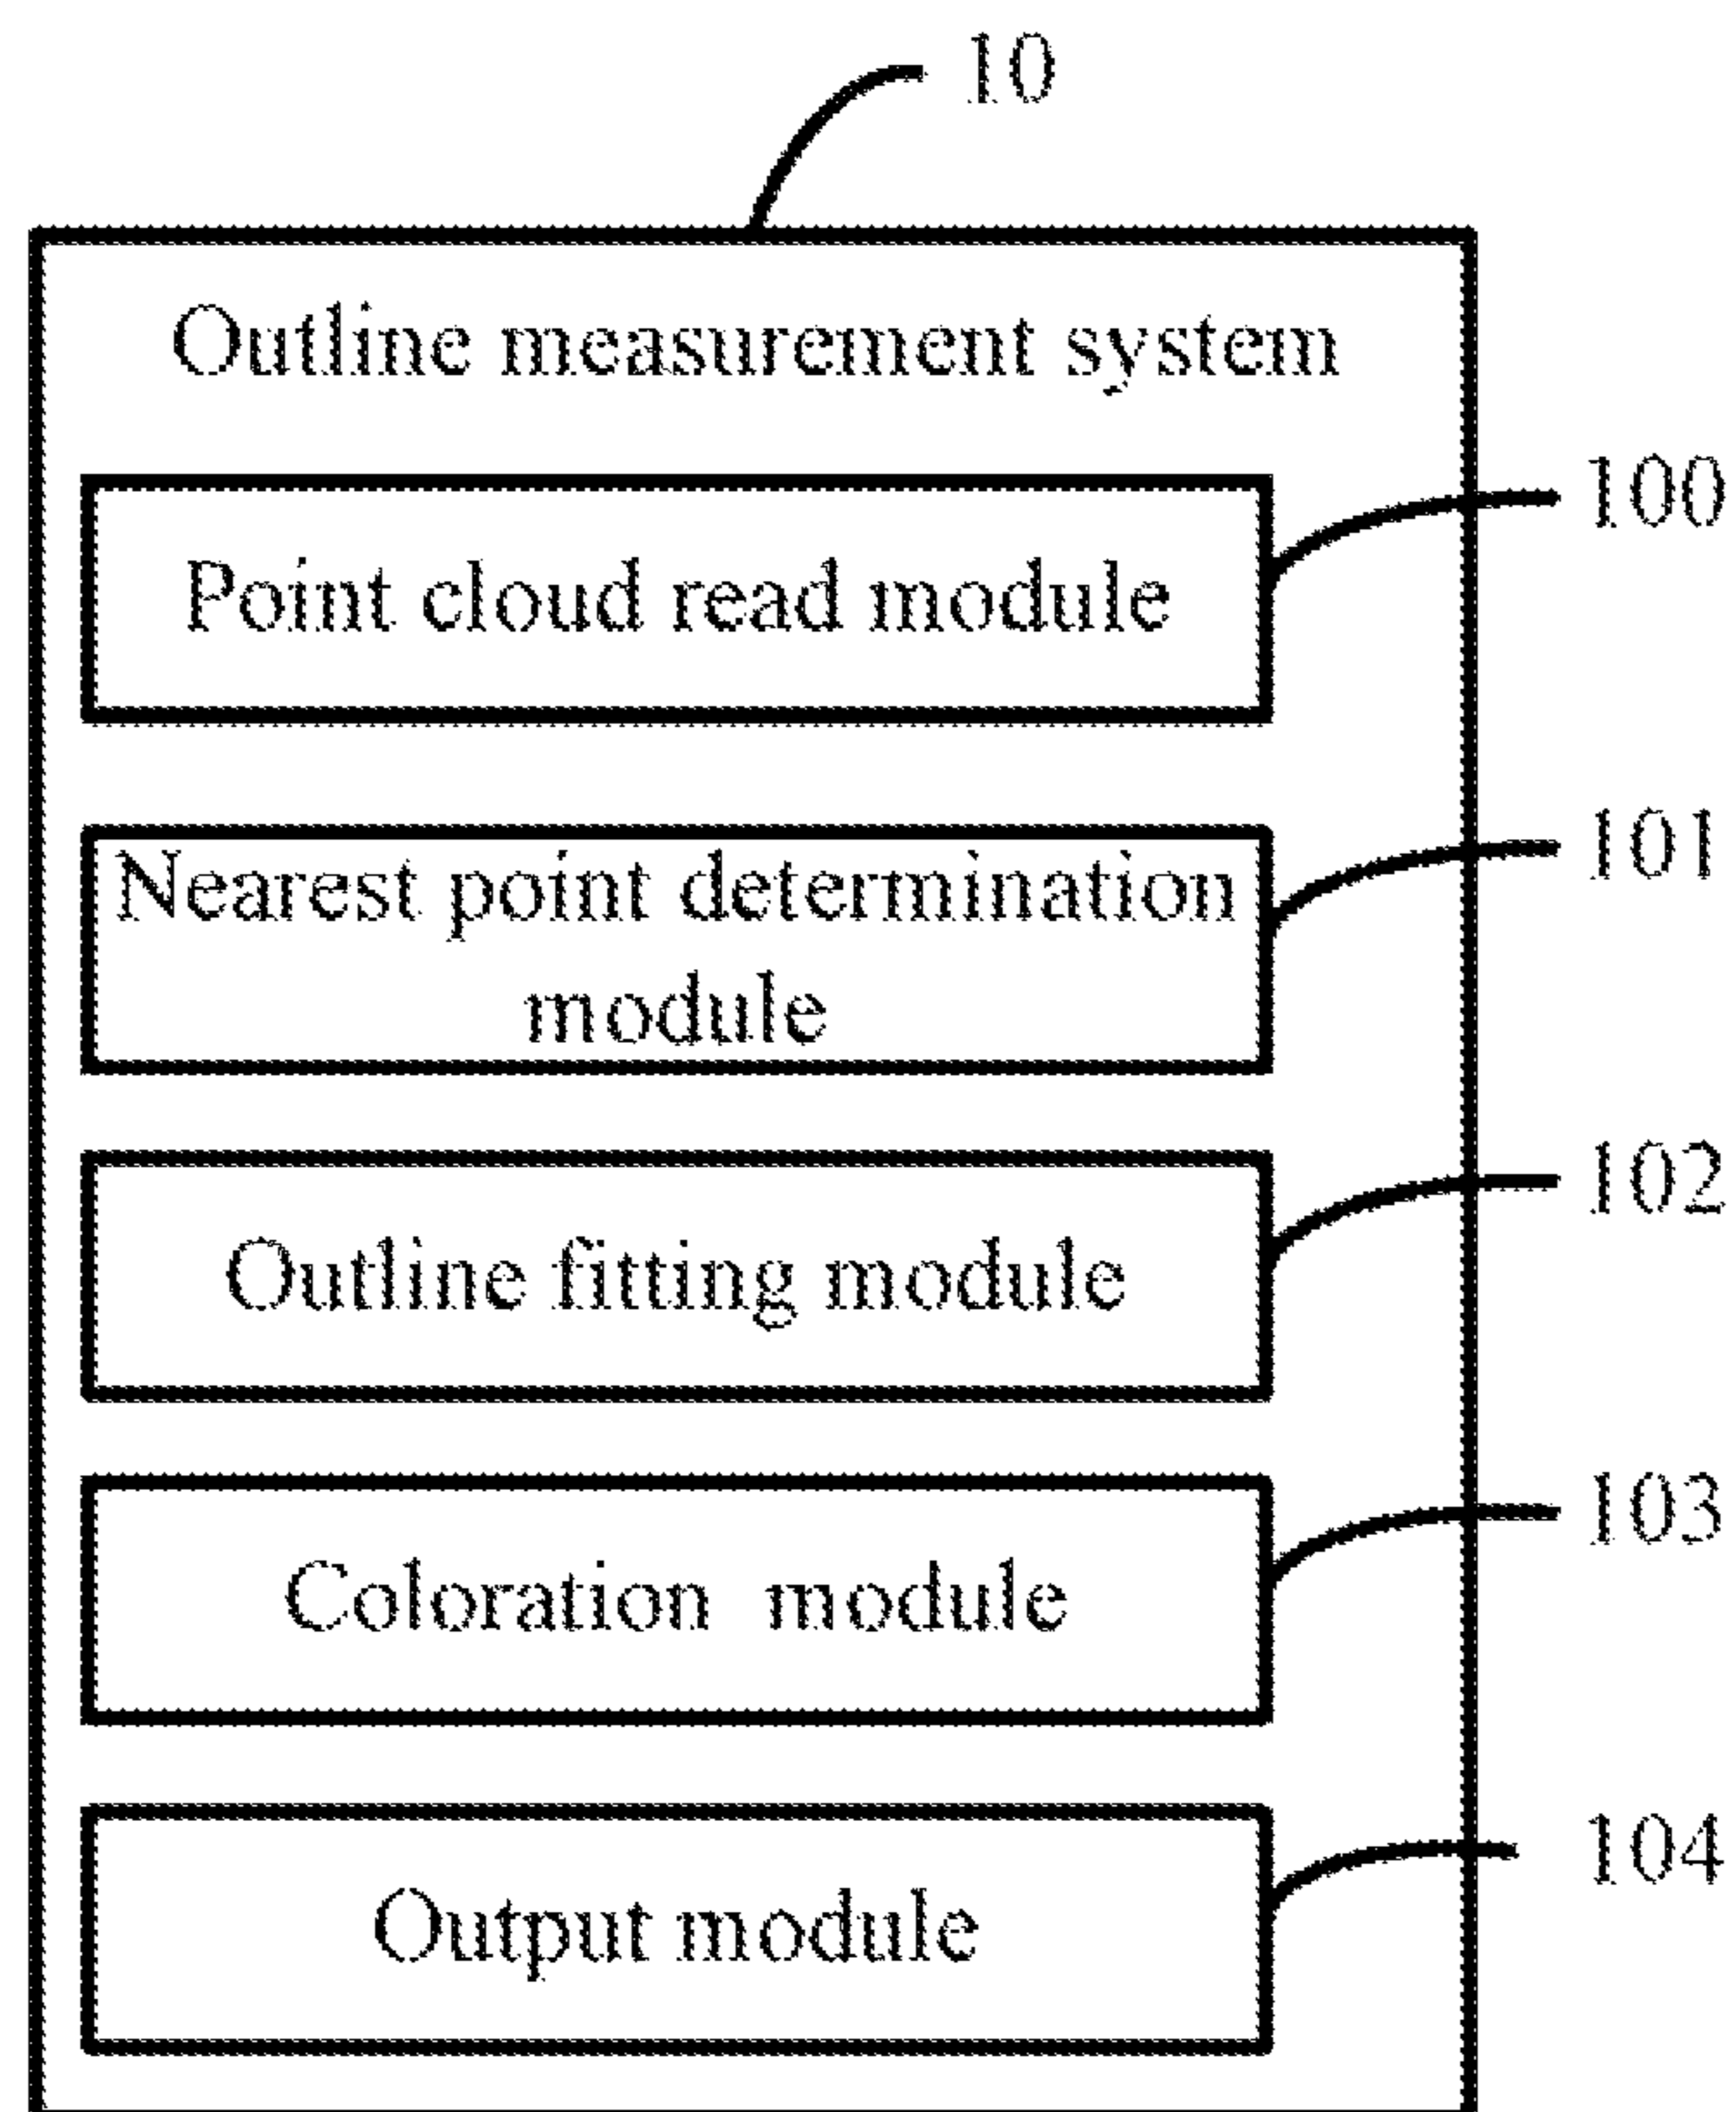 10
Outline measurement system
100
Point cloud read module
101
Nearest point determination
module
102
Outline fitting module
103
Coloration module
104
Output module